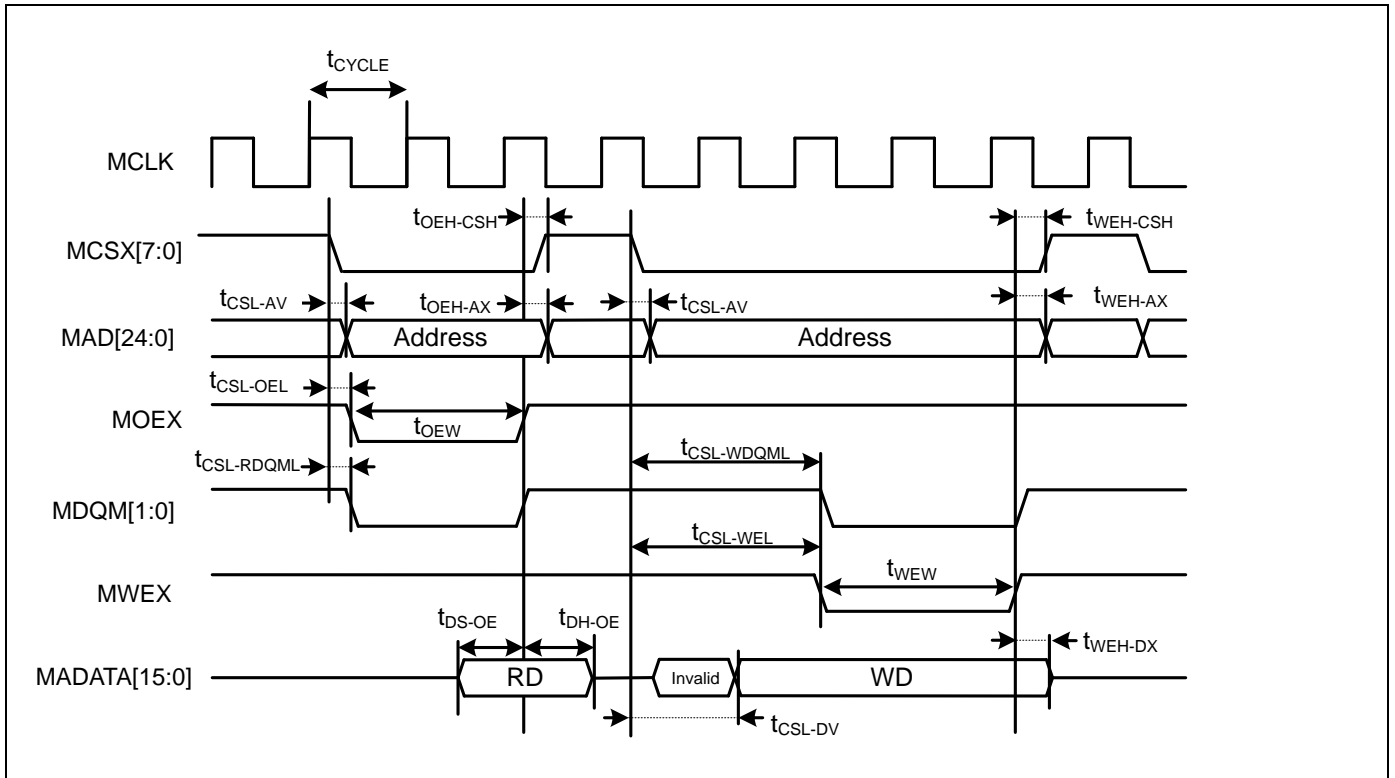 tCYCLE
MCLK
tOEH-CSH
tWEH-CSH
MCSX[7:0]
tCSL-AV
tOEH-AX
tCSL-AV
tWEH-AX
MAD[24:0]
Address
Address
tCSL-OEL
MOEX
tOEW
tCSL-WDQML
tCSL-RDQML
MDQM[1:0]
tCSL-WEL
tWEW
MWEX
tDS-OE
tDH-OE
tWEH-DX
MADATA[15:0]
RD
Invalid
WD
tCSL-DV